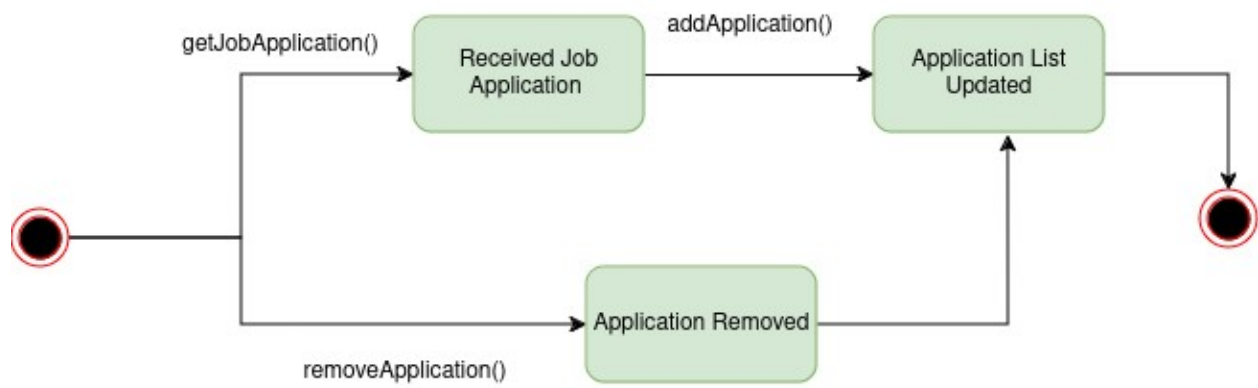 addApplication()
getJobApplication()
Received Job
Application
Application List
Updated
Application Removed
removeApplication()